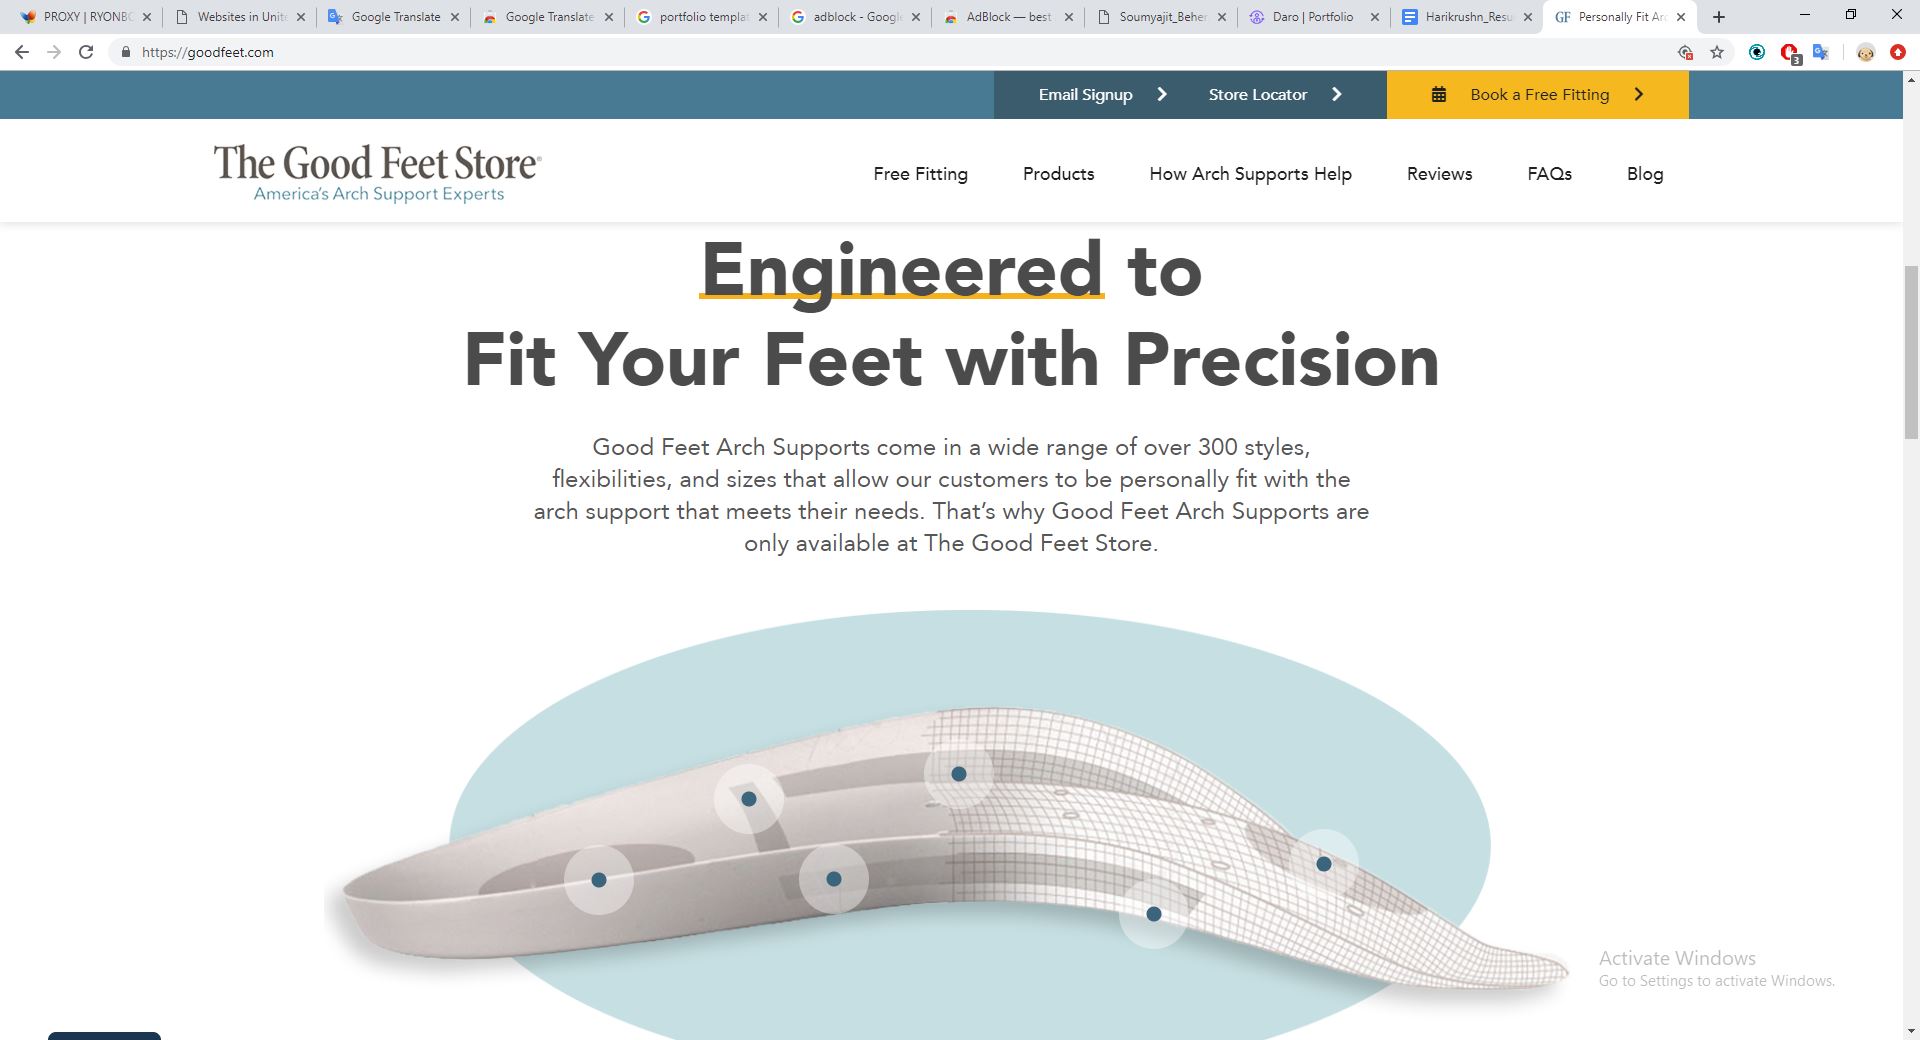 PROXY | RYONBO
Websites in Unite
Google Translate
Google Translate
portfolio templat
adblock - Google
AdBlock — best
Soumyajit_Beher
Daro | Portfolio
Harikrushn_Resu
Personally Fit Arc
https://goodfeet.com
3
Email Signup
Store Locator
Book a Free Fitting
The Good Feet Store
America's Arch Support Experts
Free Fitting
Products
How Arch Supports Help
Reviews
FAQs
Blog
Engineered to
Fit Your Feet with Precision
Good Feet Arch Supports come in a wide range of over 300 styles,
flexibilities, and sizes that allow our customers to be personally fit with the
arch support that meets their needs. That’s why Good Feet Arch Supports are
only available at The Good Feet Store.
Activate Windows
Go to Settings to activate Windows.